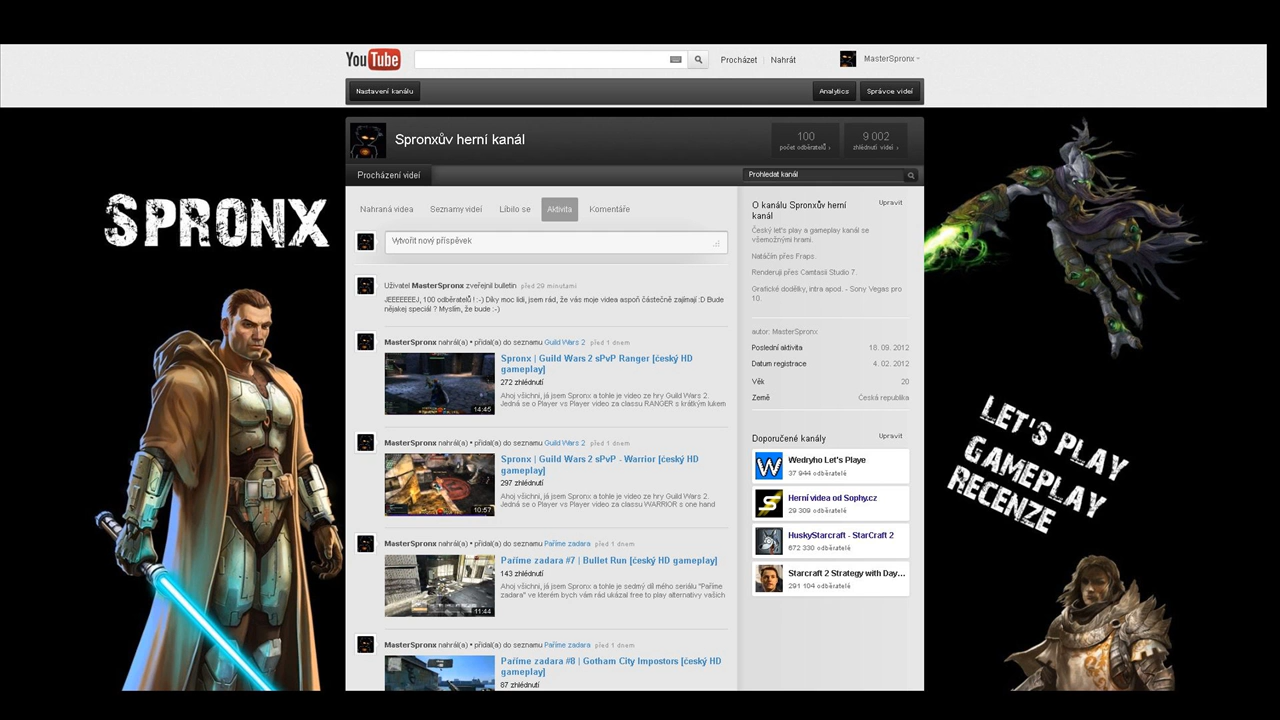 YouTube
Procházet
Nahrát
MasterSpronx
Nastavení kanálu
Analytics
Správce videí
Spronxův herní kanál
100
počet odběratelů ›
9 002
zhlédnutí videí ›
Procházení videí
Prohledat kanál
SPRONX
Nahraná videa
Seznamy videí
Líbilo se
Aktivita
Komentáře
Vytvořit nový příspěvek
Uživatel MasterSpronx zveřejnil bulletin před 29 minutami
JEEEEEEEJ, 100 odběratelů ! :-) Díky moc lidi, jsem rád, že vás moje videa aspoň částečně zajímají :D Bude
nějakej speciál ? Myslím, že bude :-)
MasterSpronx nahrál(a) • přidal(a) do seznamu Guild Wars 2 před 1 dnem
Spronx | Guild Wars 2 sPvP Ranger [český HD
gameplay]
272 zhlédnutí
Ahoj všichni, já jsem Spronx a tohle je video ze hry Guild Wars 2.
Jedná se o Player vs Player video za classu RANGER s krátkým lukem
14:45
MasterSpronx nahrál(a) • přidal(a) do seznamu Guild Wars 2 před 1 dnem
Spronx | Guild Wars 2 sPvP - Warrior [český HD
gameplay]
297 zhlédnutí
Ahoj všichni, já jsem Spronx a tohle je video ze hry Guild Wars 2.
Jedná se o Player vs Player video za classu WARRIOR s one hand
10:57
MasterSpronx nahrál(a) • přidal(a) do seznamu Paříme zadara před 1 dnem
Paříme zadara #7 | Bullet Run [český HD gameplay]
143 zhlédnutí
Ahoj všichni, já jsem Spronx a tohle je sedmý díl mého seriálu "Paříme
zadara" ve kterém bych vám rád ukázal free to play alternativy vašich
11:44
MasterSpronx nahrál(a) • přidal(a) do seznamu Paříme zadara před 1 dnem
Paříme zadara #8 | Gotham City Impostors [český HD
gameplay]
87 zhlédnutí
O kanálu Spronxův herní
kanál
Upravit
Český let's play a gameplay kanál se
všemožnými hrami.
Natáčím přes Fraps.
Renderuji přes Camtasii Studio 7.
Grafické dodělky, intra apod. - Sony Vegas pro
10.
autor: MasterSpronx
Poslední aktivita 18. 09. 2012
Datum registrace 4. 02. 2012
Věk 20
Země Česká republika
Doporučené kanály
Upravit
Wedryho Let's Playe
37 944 odběratelé
Herní videa od Sophy.cz
29 309 odběratelé
HuskyStarcraft - StarCraft 2
672 330 odběratelé
Starcraft 2 Strategy with Day...
291 104 odběratelé
LET'S PLAY
GAMEPLAY
RECENZE